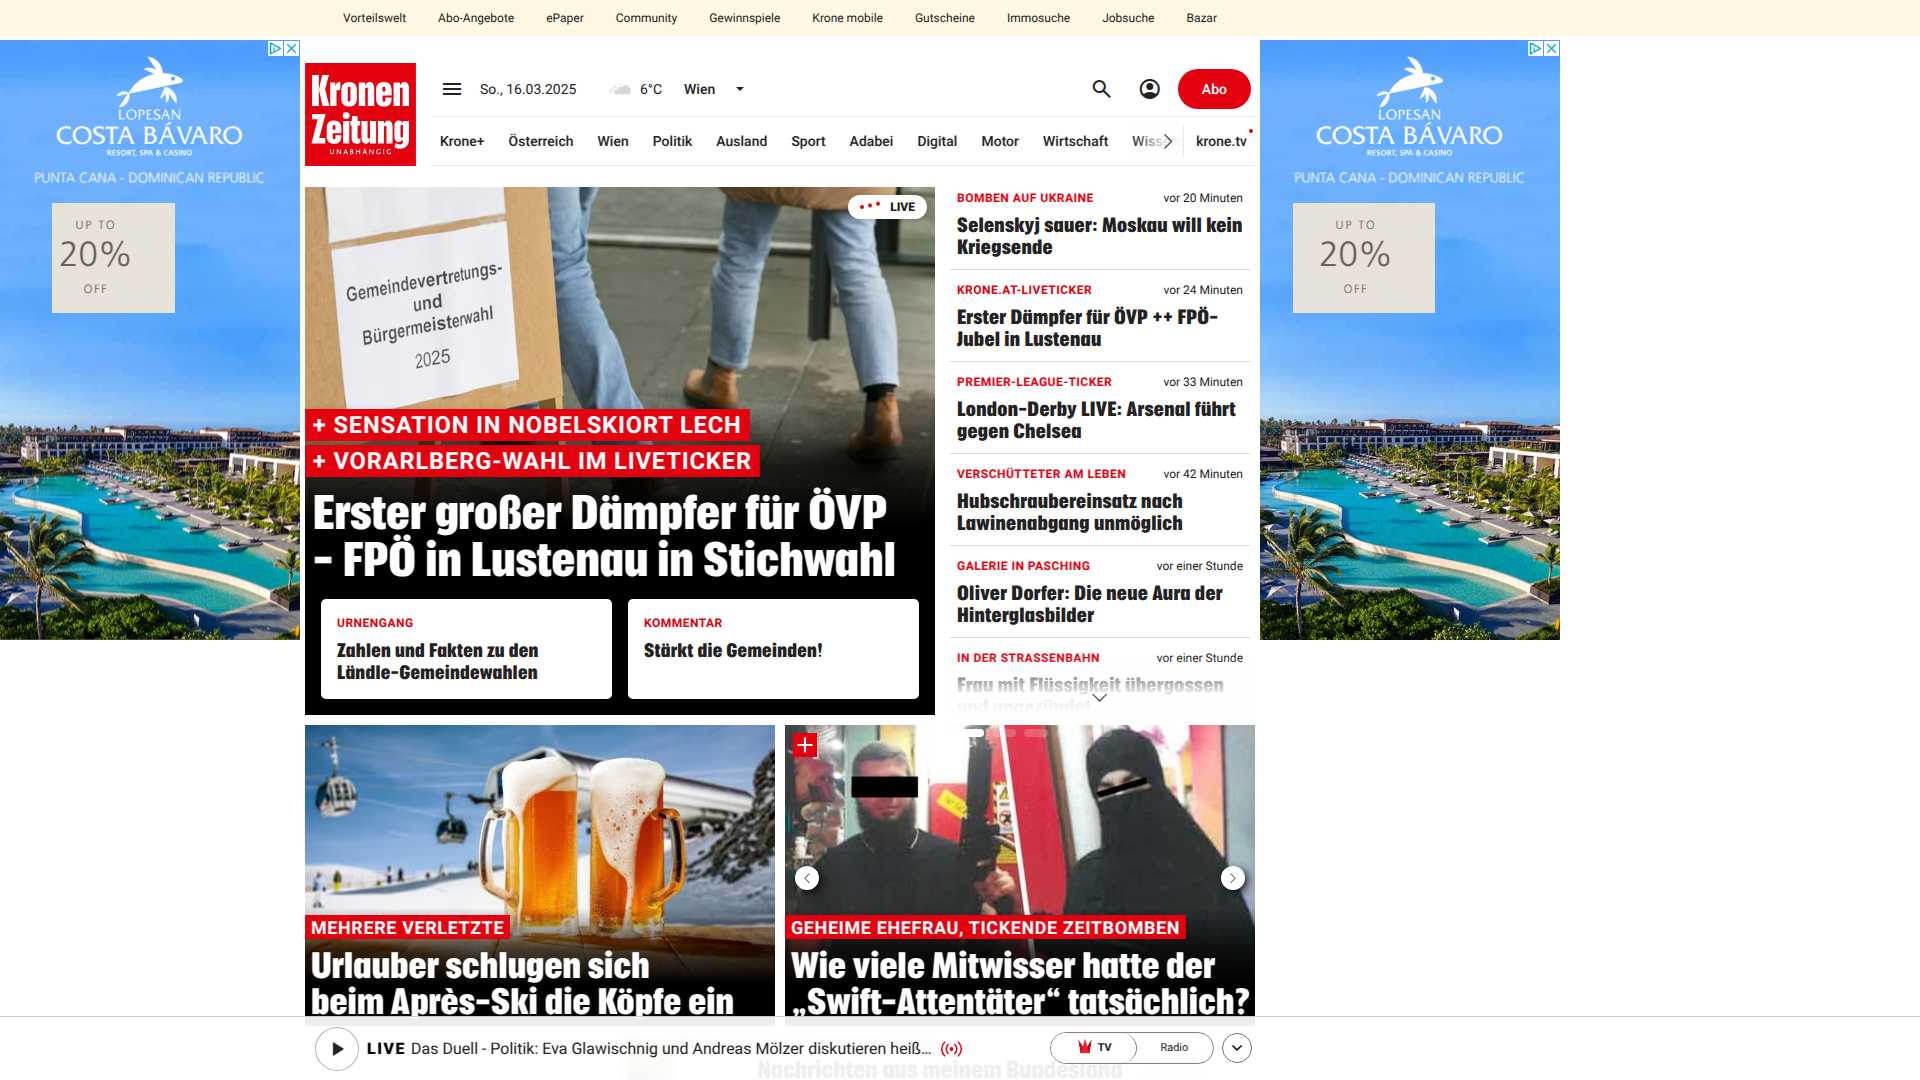 Vorteilswelt Abo-Angebote ePaper Community Gewinnspiele Krone mobile Gutscheine Immosuche Jobsuche Bazar
LOPESAN
COSTA BÁVARO
RESORT, SPA & CASINO
PUNTA CANA - DOMINICAN REPUBLIC
UP TO
20%
OFF
Kronen
Zeitung
UNABHÄNGIG
So., 16.03.2025 6°C Wien Abo
Krone+ Österreich Wien Politik Ausland Sport Adabei Digital Motor Wirtschaft krone.tv
Gemeindevertretungs-
und
Bürgermeisterwahl
2025
LIVE
+ SENSATION IN NOBELSKIORT LECH
+ VORARLBERG-WAHL IM LIVETICKER
Erster großer Dämpfer für ÖVP
– FPÖ in Lustenau in Stichwahl
URNENGANG
Zahlen und Fakten zu den
Ländle-Gemeindewahlen
KOMMENTAR
Stärkt die Gemeinden!
BOMBEN AUF UKRAINE vor 20 Minuten
Selenskyj sauer: Moskau will kein
Kriegsende
KRONE.AT-LIVETICKER vor 24 Minuten
Erster Dämpfer für ÖVP ++ FPÖ-
Jubel in Lustenau
PREMIER-LEAGUE-TICKER vor 33 Minuten
London-Derby LIVE: Arsenal führt
gegen Chelsea
VERSCHÜTTETER AM LEBEN vor 42 Minuten
Hubschraubereinsatz nach
Lawinenabgang unmöglich
GALERIE IN PASCHING vor einer Stunde
Oliver Dorfer: Die neue Aura der
Hinterglasbilder
IN DER STRASSENBAHN vor einer Stunde
Frau mit Flüssigkeit übergossen
und angezündet
LOPESAN
COSTA BÁVARO
RESORT, SPA & CASINO
PUNTA CANA - DOMINICAN REPUBLIC
UP TO
20%
OFF
MEHRERE VERLETZTE
Urlauber schlugen sich
beim Après-Ski die Köpfe ein
GEHEIME EHEFRAU, TICKENDE ZEITBOMBEN
Wie viele Mitwisser hatte der
„Swift-Attentäter“ tatsächlich?
LIVE Das Duell - Politik: Eva Glawischnig und Andreas Mölzer diskutieren heiß... TV Radio
Nachrichten aus meinem Bundesland